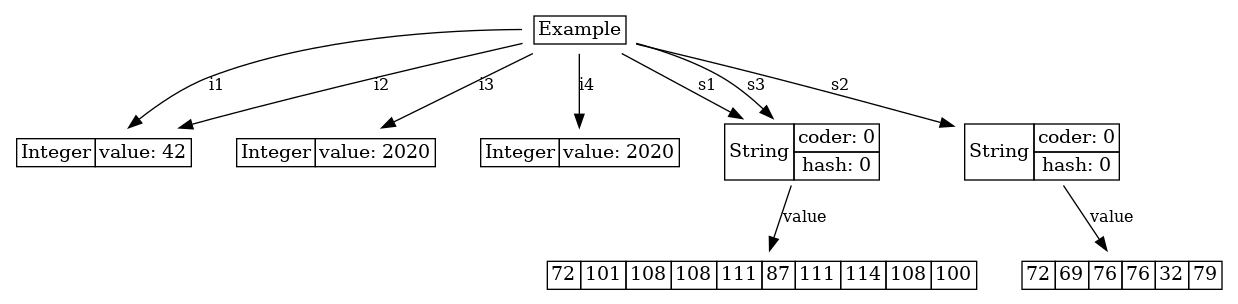 Example
i1 i2 i3 i4 s1 s3 s2
Integer value: 42
Integer value: 2020
Integer value: 2020
String coder: 0
hash: 0
String coder: 0
hash: 0
value
value
72 101 108 108 111 87 111 114 108 100
72 69 76 76 32 79